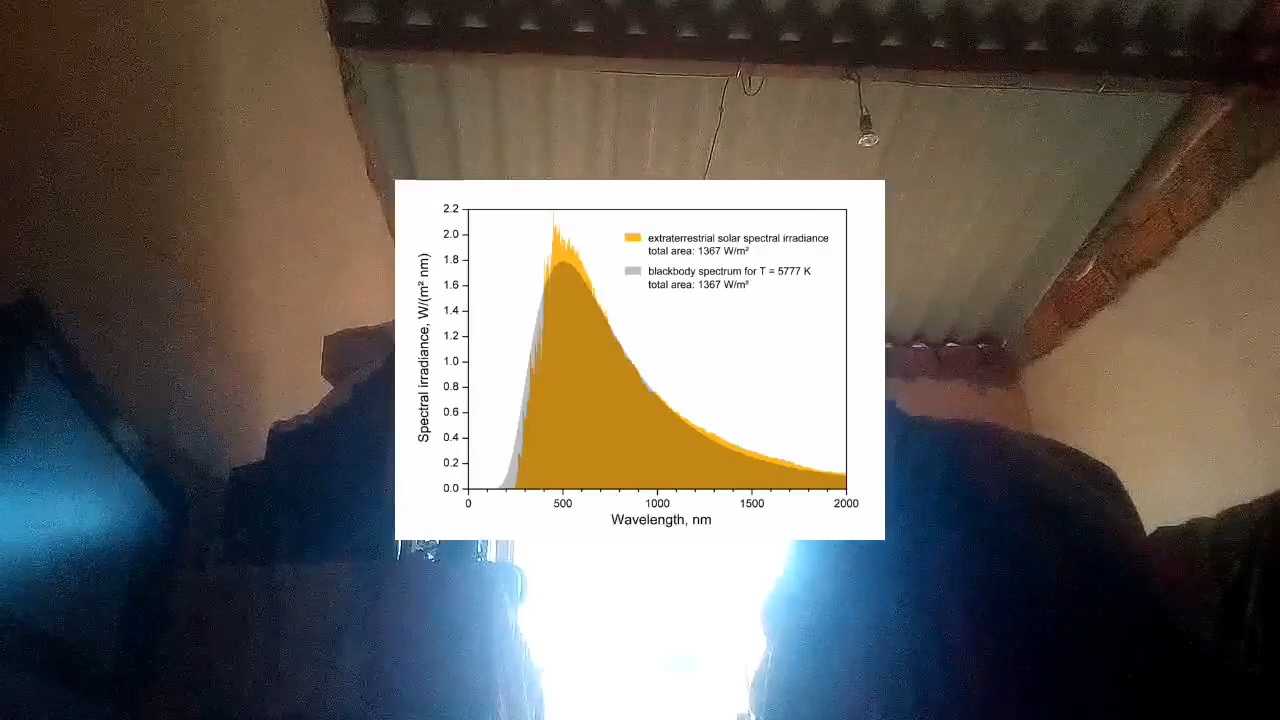 2.2
2.0
1.8
1.6
1.4
1.2
1.0
0.8
0.6
0.4
0.2
0.0
Spectral irradiance, W/(m² nm)
extraterrestrial solar spectral irradiance
total area: 1367 W/m²
blackbody spectrum for T = 5777 K
total area: 1367 W/m²
0 500 1000 1500 2000
Wavelength, nm